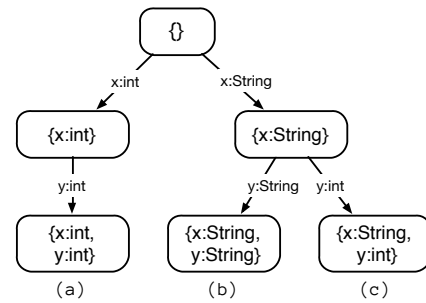 {}
x:int
x:String
{x:int}
{x:String}
y:int
y:String
y:int
{x:int,
y:int}
{x:String,
y:String}
{x:String,
y:int}
(a)
(b)
(c)